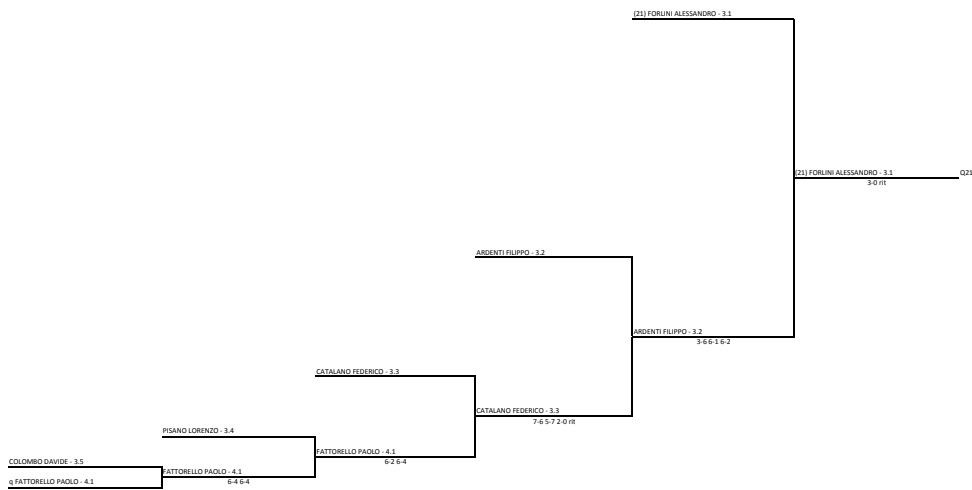 (21) FORLINI ALESSANDRO - 3.1
(21) FORLINI ALESSANDRO - 3.1
Q21
3-0 rit
ARDENTI FILIPPO - 3.2
ARDENTI FILIPPO - 3.2
3-6 6-1 6-2
CATALANO FEDERICO - 3.3
CATALANO FEDERICO - 3.3
7-6 5-7 2-0 rit
PISANO LORENZO - 3.4
FATTORELLO PAOLO - 4.1
6-2 6-4
COLOMBO DAVIDE - 3.5
FATTORELLO PAOLO - 4.1
6-4 6-4
q FATTORELLO PAOLO - 4.1